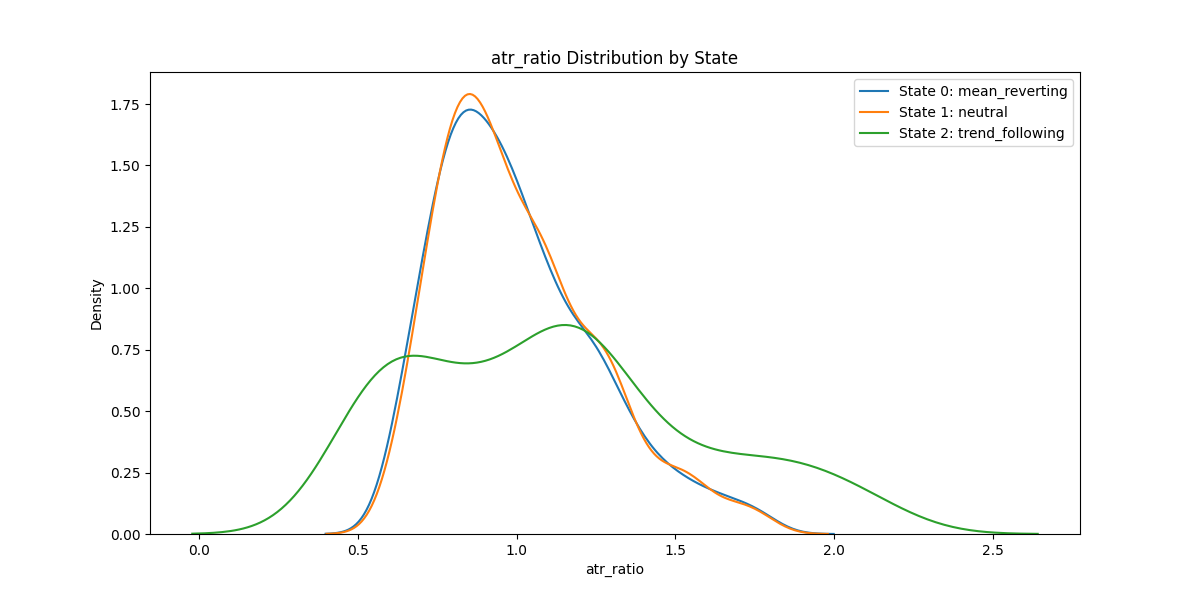 atr_ratio Distribution by State
State 0: mean_reverting
State 1: neutral
State 2: trend_following
Density
1.75
1.50
1.25
1.00
0.75
0.50
0.25
0.00
0.0 0.5 1.0 1.5 2.0 2.5
atr_ratio